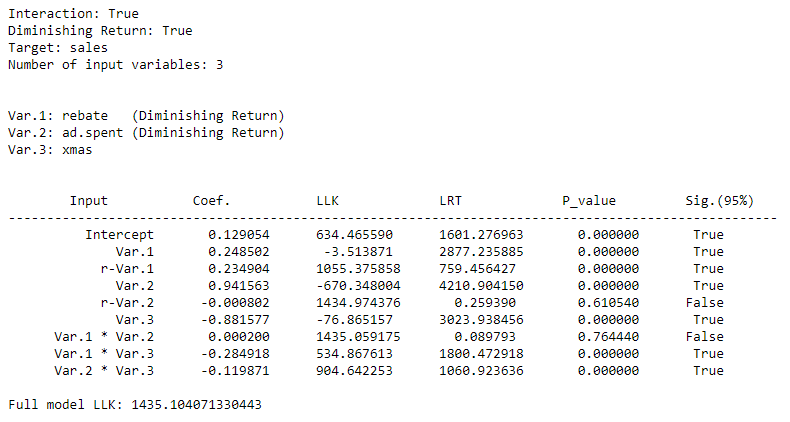 Interaction: True
Diminishing Return: True
Target: sales
Number of input variables: 3
Var.1: rebate (Diminishing Return)
Var.2: ad.spent (Diminishing Return)
Var.3: xmas
Input Coef. LLK LRT P_value Sig.(95%)
----------------------------------------------------------------------------------------------------
Intercept 0.129054 634.465590 1601.276963 0.000000 True
Var.1 0.248502 -3.513871 2877.235885 0.000000 True
r-Var.1 0.234904 1055.375858 759.456427 0.000000 True
Var.2 0.941563 -670.348004 4210.904150 0.000000 True
r-Var.2 -0.000802 1434.974376 0.259390 0.610540 False
Var.3 -0.881577 -76.865157 3023.938456 0.000000 True
Var.1 * Var.2 0.000200 1435.059175 0.089793 0.764440 False
Var.1 * Var.3 -0.284918 534.867613 1800.472918 0.000000 True
Var.2 * Var.3 -0.119871 904.642253 1060.923636 0.000000 True
Full model LLK: 1435.104071330443